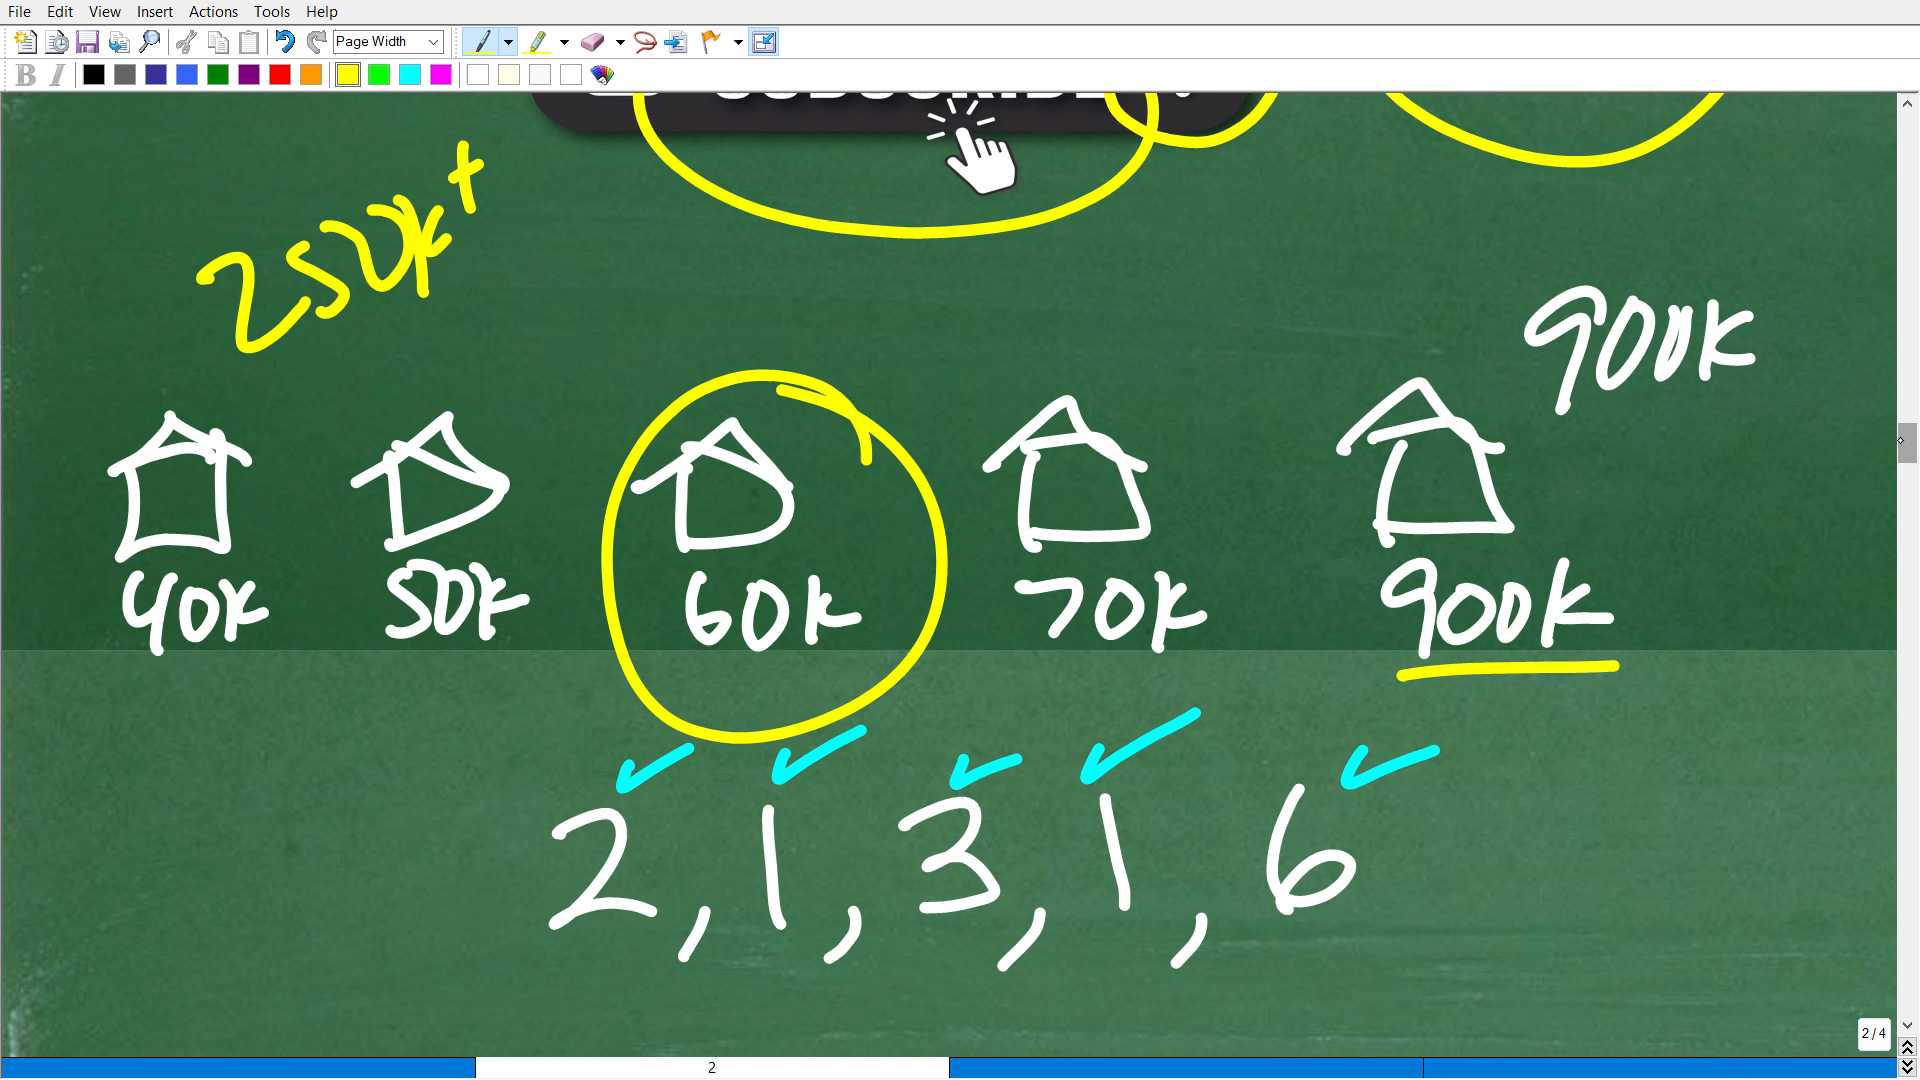 File Edit View Insert Actions Tools Help
Page Width
B I
SUBSCRIBE
250k+
900k
40k 50k 60k 70k 900k
2, 1, 3, 1, 6
2 / 4
2